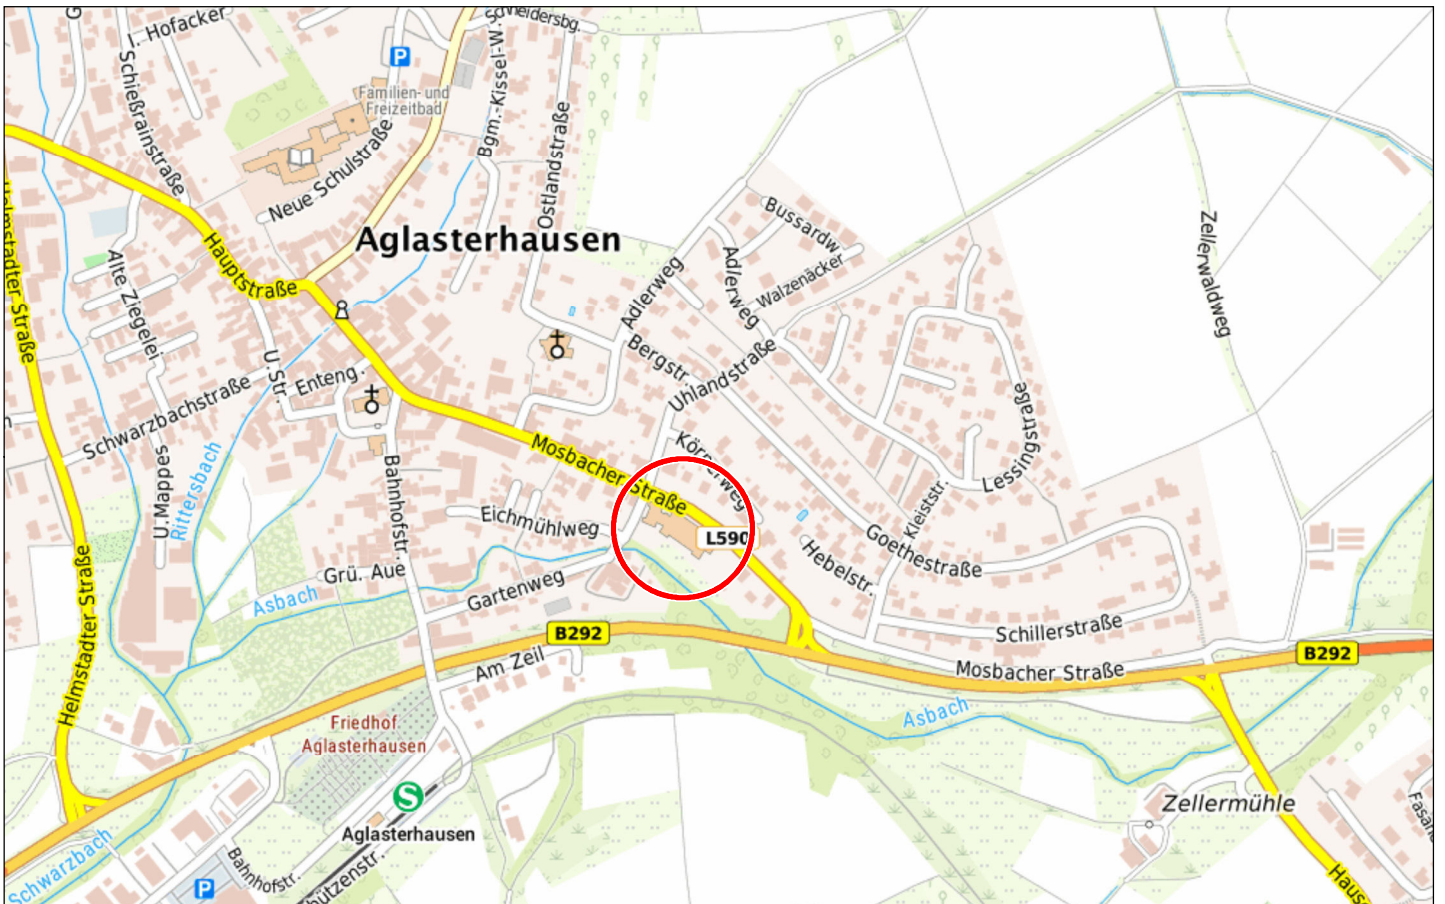 Schneidersbg.
I. Hofacker
P
Schießrainstraße
Familien- und
Freizeitbad
Bgm.-Kissel-W.
Ostlandstraße
Neue Schulstraße
Helmstadter Straße
Hauptstraße
Aglasterhausen
Bussardw.
Adlerweg
Adlerweg
Walzenäcker
Zellerwaldweg
Alte Ziegelei
U. Str.
Enteng.
Bergstr.
Uhlandstraße
Schwarzbachstraße
Mosbacher Straße
Körnerweg
Lessingstraße
Kleiststr.
U.Mappes
Rittersbach
Bahnhofstr.
Eichmühlweg
L590
Goethestraße
Hebelstr.
Grü. Aue
Asbach
Gartenweg
Helmstadter Straße
B292
Schillerstraße
Mosbacher Straße
B292
Am Zeil
Asbach
Friedhof
Aglasterhausen
S
Aglasterhausen
Zellermühle
Schwarzbach
Bahnhofstr.
P